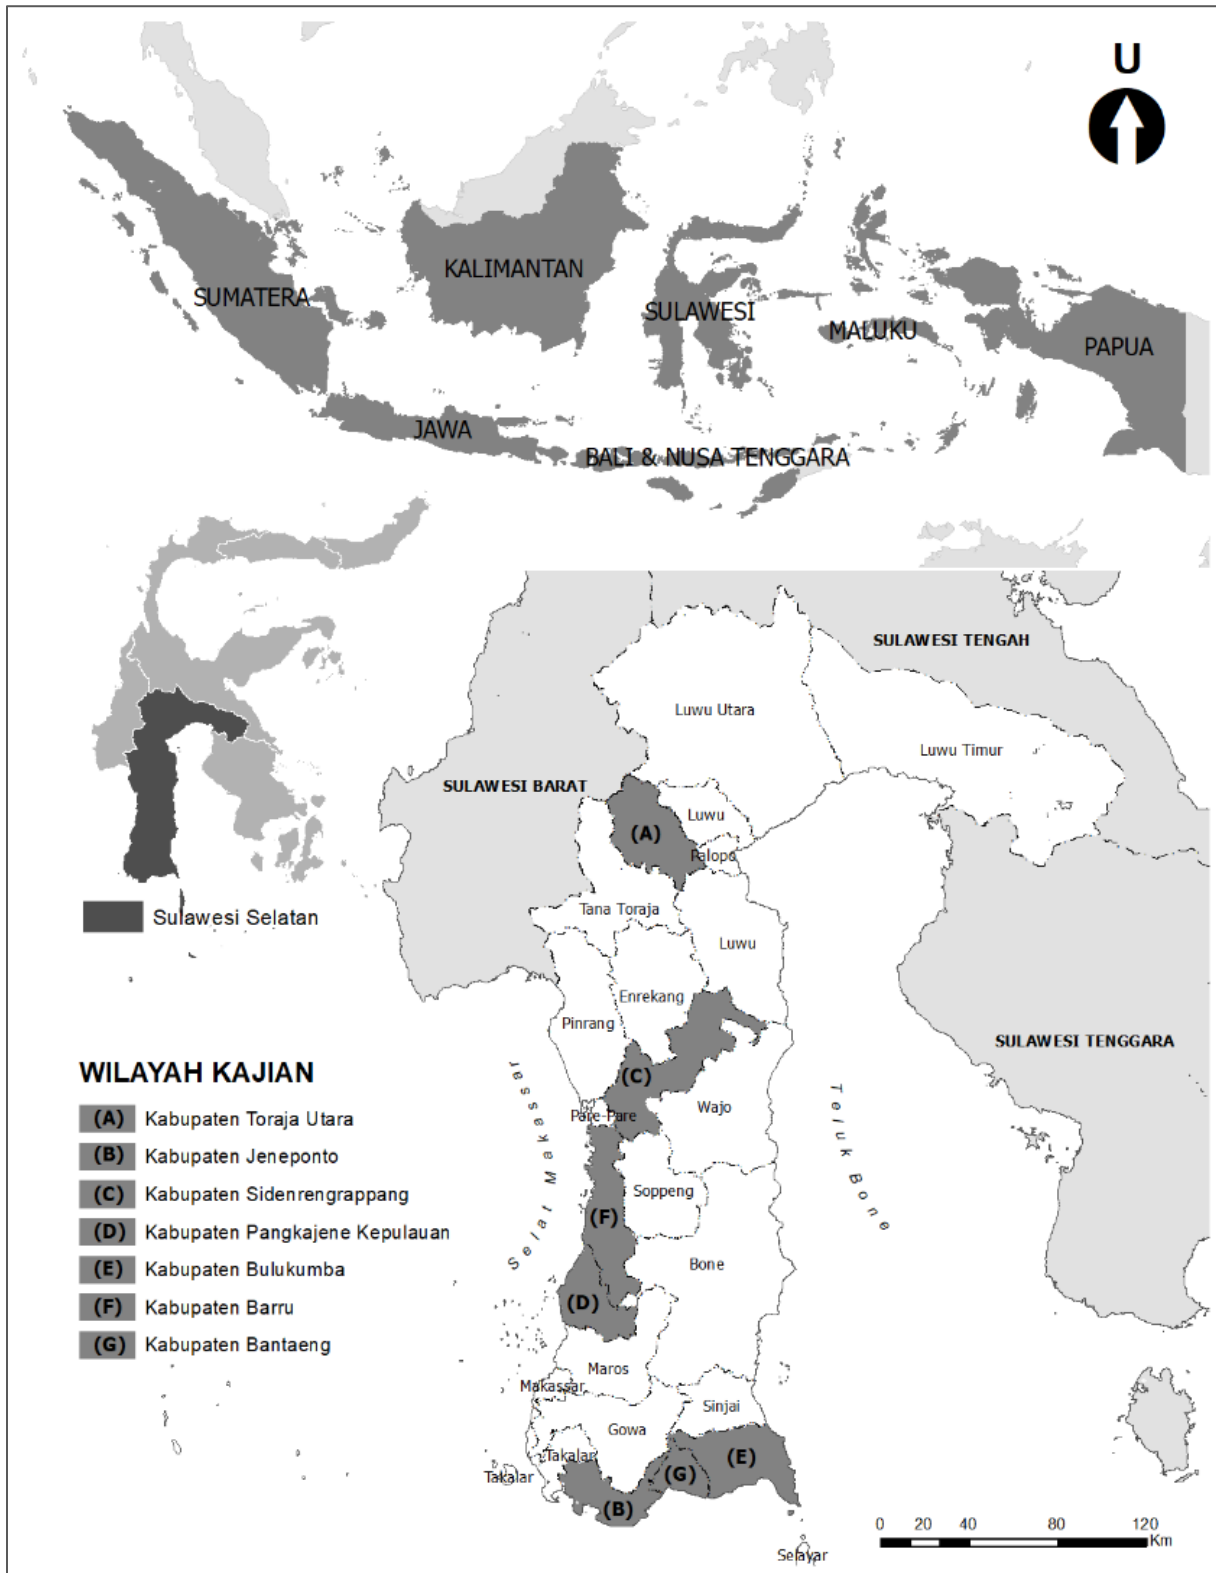 U
KALIMANTAN
SUMATERA
SULAWESI
MALUKU
PAPUA
JAWA
BALI & NUSA TENGGARA
Sulawesi Selatan
SULAWESI TENGAH
Luwu Utara
Luwu Timur
SULAWESI BARAT
Luwu
(A)
Palopo
Tana Toraja
Luwu
Enrekang
Pinrang
SULAWESI TENGGARA
(C)
Pare-Pare
Wajo
Selat Makassar
Teluk Bone
Soppeng
(F)
Bone
(D)
Maros
Makassar
Sinjai
Gowa
Takalar
(E)
Takalar
(G)
(B)
Selayar
WILAYAH KAJIAN
(A) Kabupaten Toraja Utara
(B) Kabupaten Jeneponto
(C) Kabupaten Sidenrengrappang
(D) Kabupaten Pangkajene Kepulauan
(E) Kabupaten Bulukumba
(F) Kabupaten Barru
(G) Kabupaten Bantaeng
0 20 40 80 120
Km